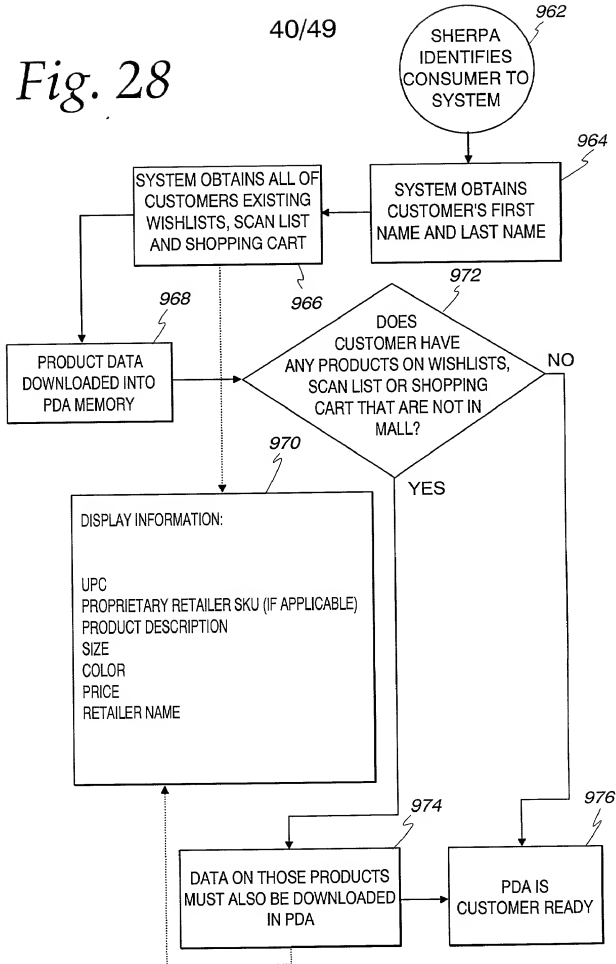 40/49
Fig. 28
962
SHERPA
IDENTIFIES
CONSUMER TO
SYSTEM
964
SYSTEM OBTAINS
CUSTOMER'S FIRST
NAME AND LAST NAME
SYSTEM OBTAINS ALL OF
CUSTOMERS EXISTING
WISHLISTS, SCAN LIST
AND SHOPPING CART
966
968
PRODUCT DATA
DOWNLOADED INTO
PDA MEMORY
972
DOES
CUSTOMER HAVE
ANY PRODUCTS ON WISHLISTS,
SCAN LIST OR SHOPPING
CART THAT ARE NOT IN
MALL?
NO
YES
970
DISPLAY INFORMATION:
UPC
PROPRIETARY RETAILER SKU (IF APPLICABLE)
PRODUCT DESCRIPTION
SIZE
COLOR
PRICE
RETAILER NAME
974
DATA ON THOSE PRODUCTS
MUST ALSO BE DOWNLOADED
IN PDA
976
PDA IS
CUSTOMER READY